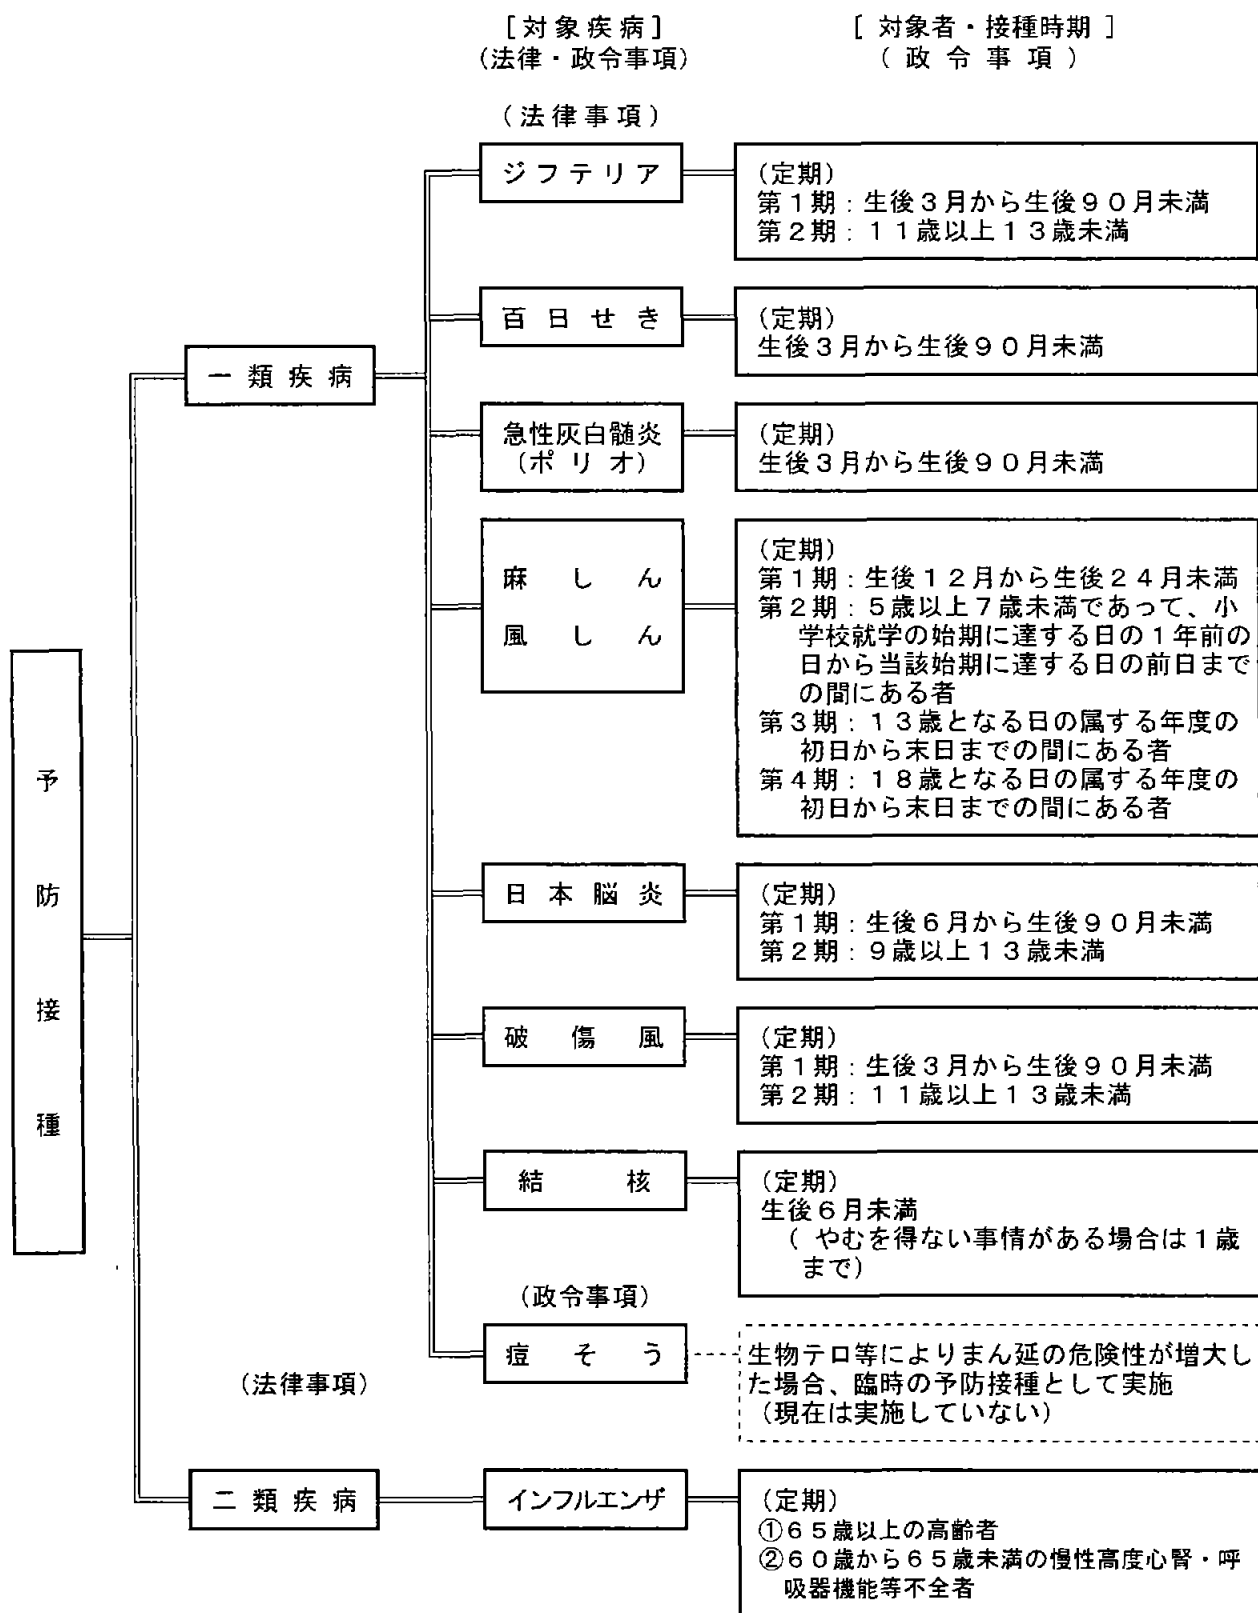 [対象疾病]
(法律・政令事項)
[ 対象者・接種時期 ]
( 政 令 事 項 )
(法律事項)
予防接種
一類疾病
ジフテリア
(定期)
第1期:生後3月から生後90月未満
第2期:11歳以上13歳未満
百日せき
(定期)
生後3月から生後90月未満
急性灰白髄炎
(ポリオ)
(定期)
生後3月から生後90月未満
麻しん
風しん
(定期)
第1期:生後12月から生後24月未満
第2期:5歳以上7歳未満であって、小
学校就学の始期に達する日の1年前の
日から当該始期に達する日の前日まで
の間にある者
第3期:13歳となる日の属する年度の
初日から末日までの間にある者
第4期:18歳となる日の属する年度の
初日から末日までの間にある者
日本脳炎
(定期)
第1期:生後6月から生後90月未満
第2期:9歳以上13歳未満
破傷風
(定期)
第1期:生後3月から生後90月未満
第2期:11歳以上13歳未満
結核
(定期)
生後6月未満
( やむを得ない事情がある場合は1歳
まで)
(政令事項)
痘そう
生物テロ等によりまん延の危険性が増大し
た場合、臨時の予防接種として実施
(現在は実施していない)
(法律事項)
二類疾病
インフルエンザ
(定期)
①65歳以上の高齢者
②60歳から65歳未満の慢性高度心腎・呼
吸器機能等不全者